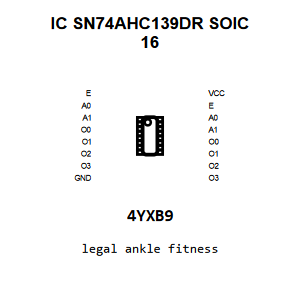 IC SN74AHC139DR SOIC
16
E
A0
A1
O0
O1
O2
O3
GND
VCC
E
A0
A1
O0
O1
O2
O3
4YXB9
legal ankle fitness